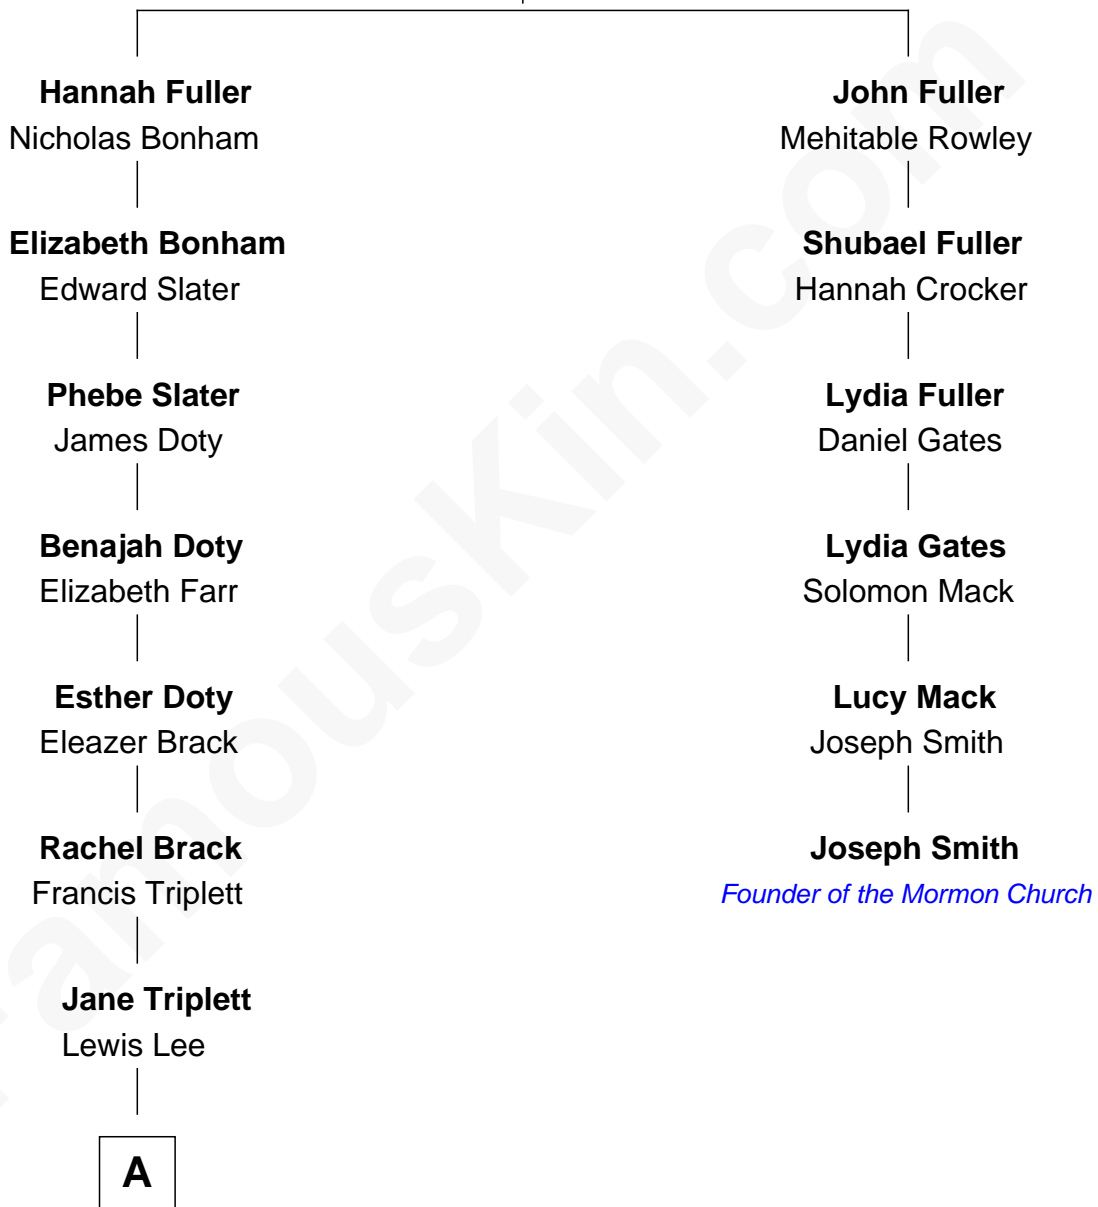 Hannah Fuller
Nicholas Bonham
John Fuller
Mehitable Rowley
Elizabeth Bonham
Edward Slater
Shubael Fuller
Hannah Crocker
Phebe Slater
James Doty
Lydia Fuller
Daniel Gates
Benajah Doty
Elizabeth Farr
Lydia Gates
Solomon Mack
Esther Doty
Eleazer Brack
Lucy Mack
Joseph Smith
Rachel Brack
Francis Triplett
Joseph Smith
Founder of the Mormon Church
Jane Triplett
Lewis Lee
A
FamousKin.com